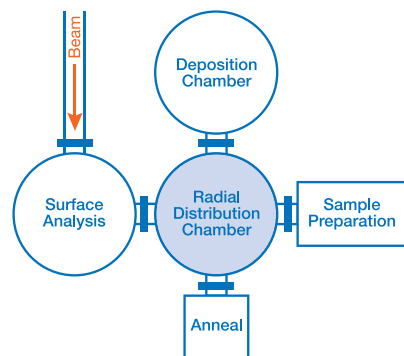 Beam
Deposition
Chamber
Surface
Analysis
Radial
Distribution
Chamber
Sample
Preparation
Anneal